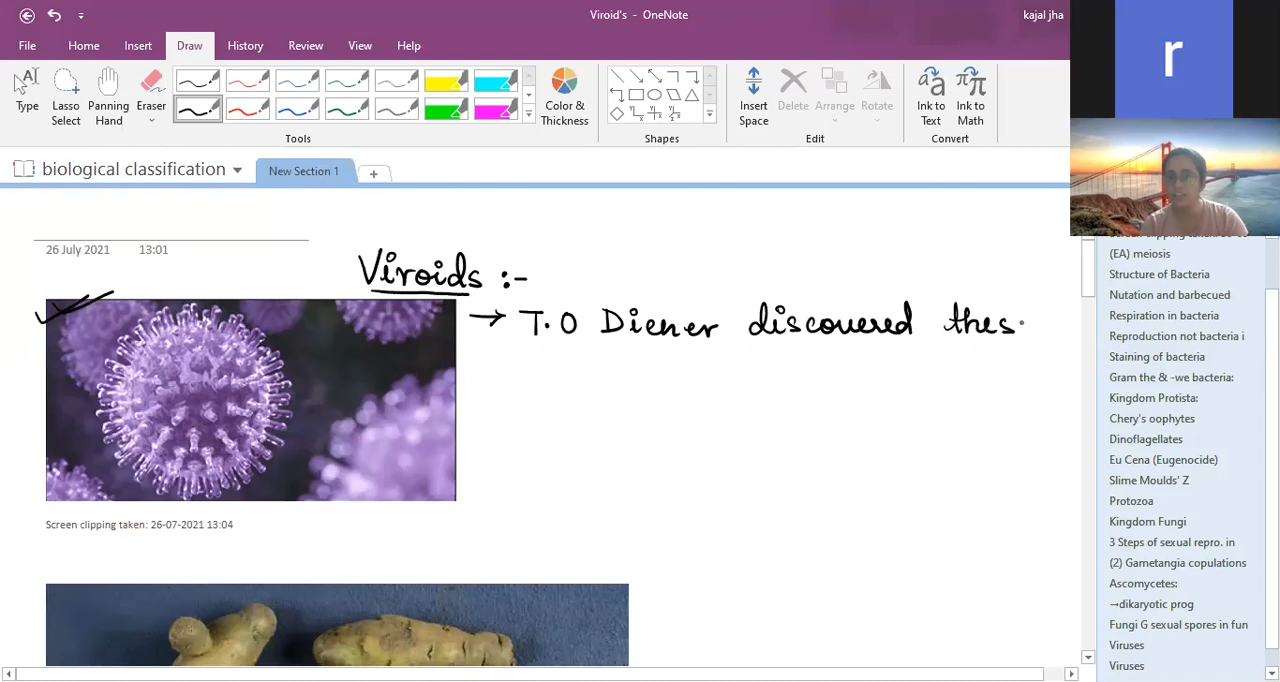 Viroid's - OneNote
kajal jha
File Home Insert Draw History Review View Help
Type
Lasso Select
Panning Hand
Eraser
Color & Thickness
Insert Space
Delete
Arrange
Rotate
Ink to Text
Ink to Math
Tools
Shapes
Edit
Convert
biological classification
New Section 1
r
26 July 2021 13:01
Viroids :-
→ T.O Diener discovered thes
Screen clipping taken: 26-07-2021 13:04
(EA) meiosis
Structure of Bacteria
Nutation and barbecued
Respiration in bacteria
Reproduction not bacteria i
Staining of bacteria
Gram the & -we bacteria:
Kingdom Protista:
Chery's oophytes
Dinoflagellates
Eu Cena (Eugenocide)
Slime Moulds' Z
Protozoa
Kingdom Fungi
3 Steps of sexual repro. in
(2) Gametangia copulations
Ascomycetes:
→dikaryotic prog
Fungi G sexual spores in fun
Viruses
Viruses